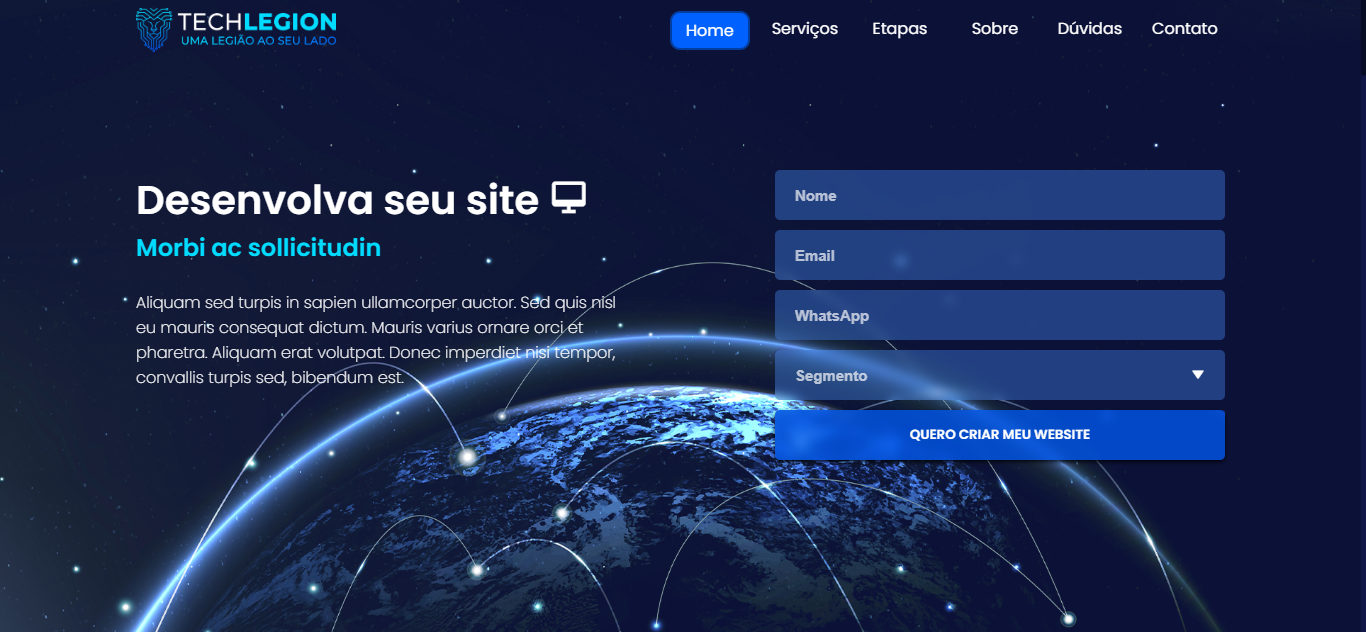 TECHLEGION
UMA LEGIÃO AO SEU LADO
Home Serviços Etapas Sobre Dúvidas Contato
Desenvolva seu site
Morbi ac sollicitudin
Aliquam sed turpis in sapien ullamcorper auctor. Sed quis nisl
eu mauris consequat dictum. Mauris varius ornare orci et
pharetra. Aliquam erat volutpat. Donec imperdiet nisi tempor,
convallis turpis sed, bibendum est.
Nome
Email
WhatsApp
Segmento
QUERO CRIAR MEU WEBSITE